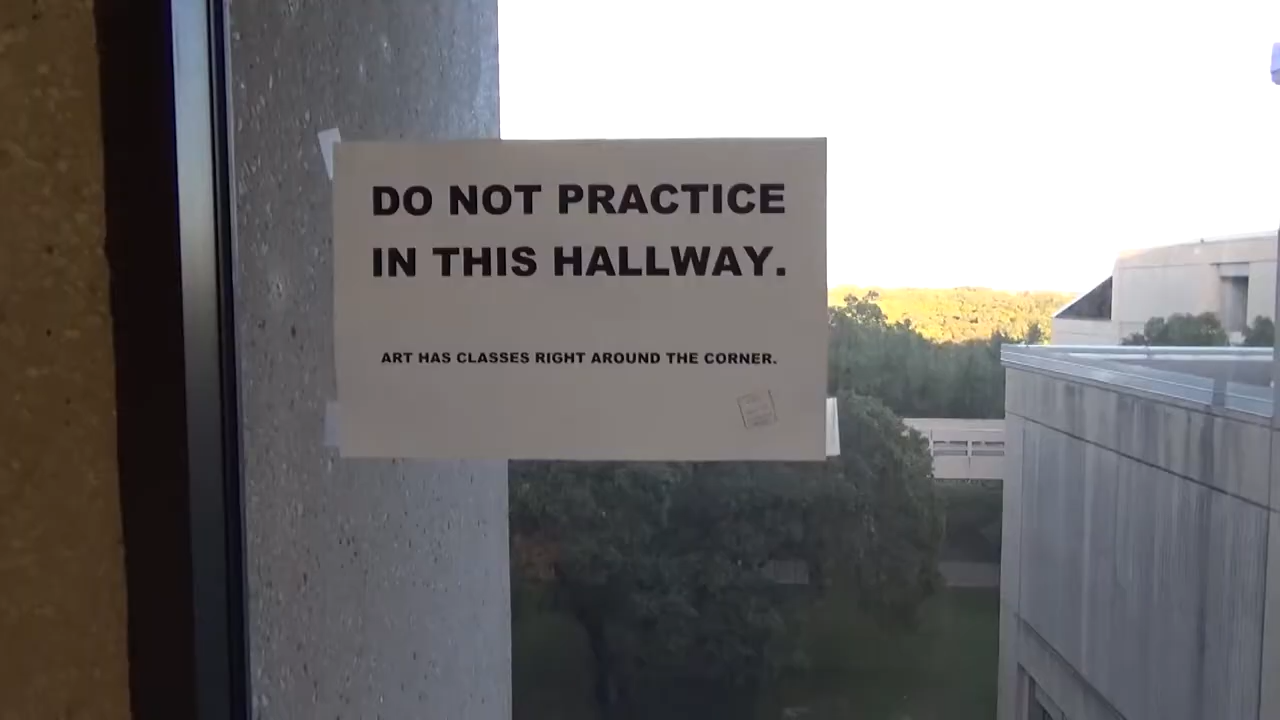 DO NOT PRACTICE
IN THIS HALLWAY.
ART HAS CLASSES RIGHT AROUND THE CORNER.